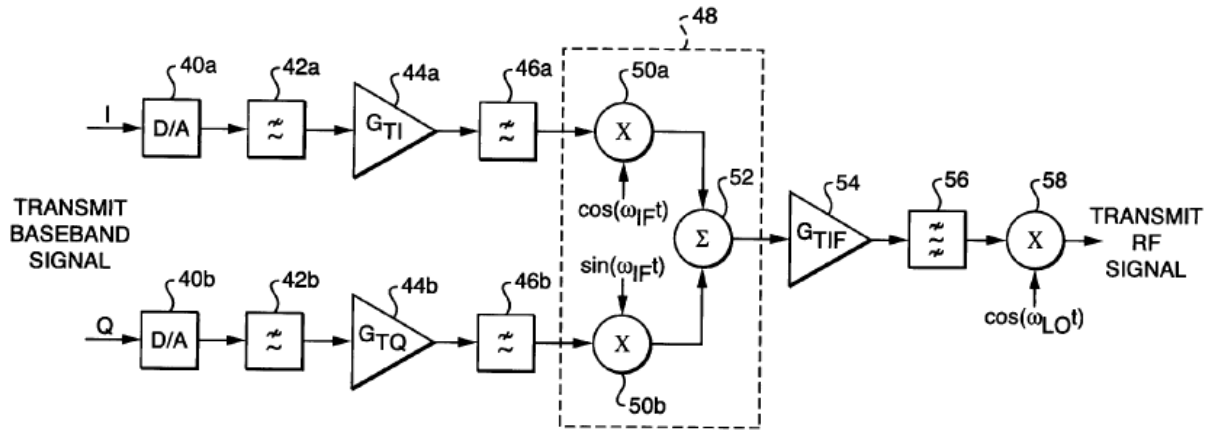 48
40a
42a
44a
46a
50a
I
D/A
G_TI
X
cos(ω_IF t)
52
54
56
58
TRANSMIT
BASEBAND
SIGNAL
Σ
G_TIF
X
TRANSMIT
RF
SIGNAL
sin(ω_IF t)
cos(ω_LO t)
40b
42b
44b
46b
Q
D/A
G_TQ
X
50b